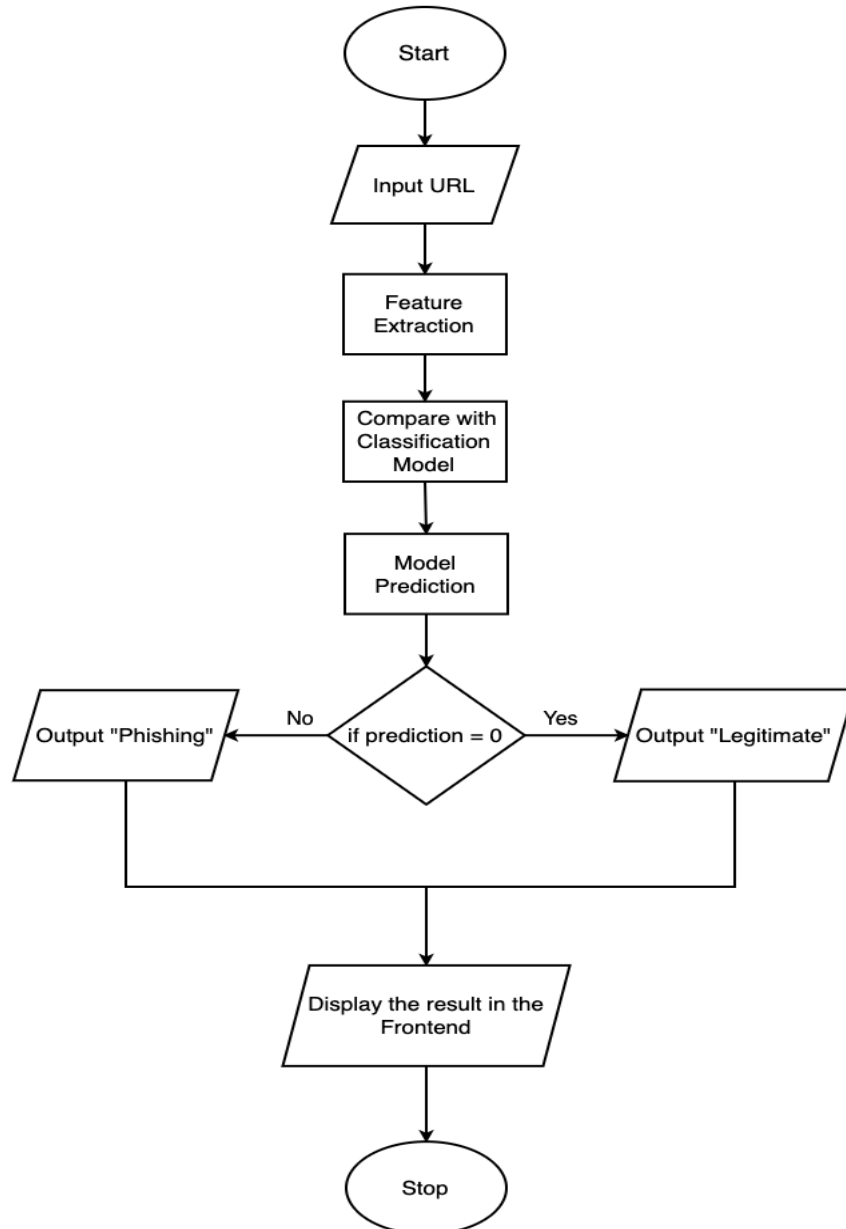 Start
Input URL
Feature
Extraction
Compare with
Classification
Model
Model
Prediction
No
Yes
Output "Phishing"
if prediction = 0
Output "Legitimate"
Display the result in the
Frontend
Stop